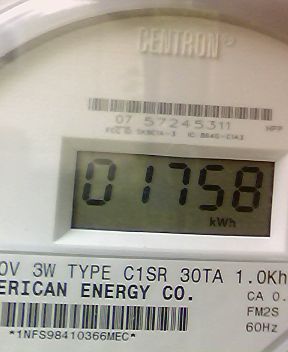 CENTRON
07 57245311
01758
kWh
0V 3W TYPE C1SR 30TA 1.0Kh
ERICAN ENERGY CO.
CA 0.
FM2S
60Hz
*1NFS98410366MEC*